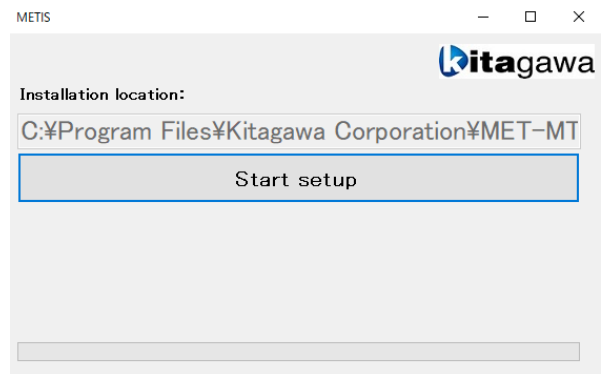 METIS
kitagawa
Installation location:
C:¥Program Files¥Kitagawa Corporation¥MET-MT
Start setup